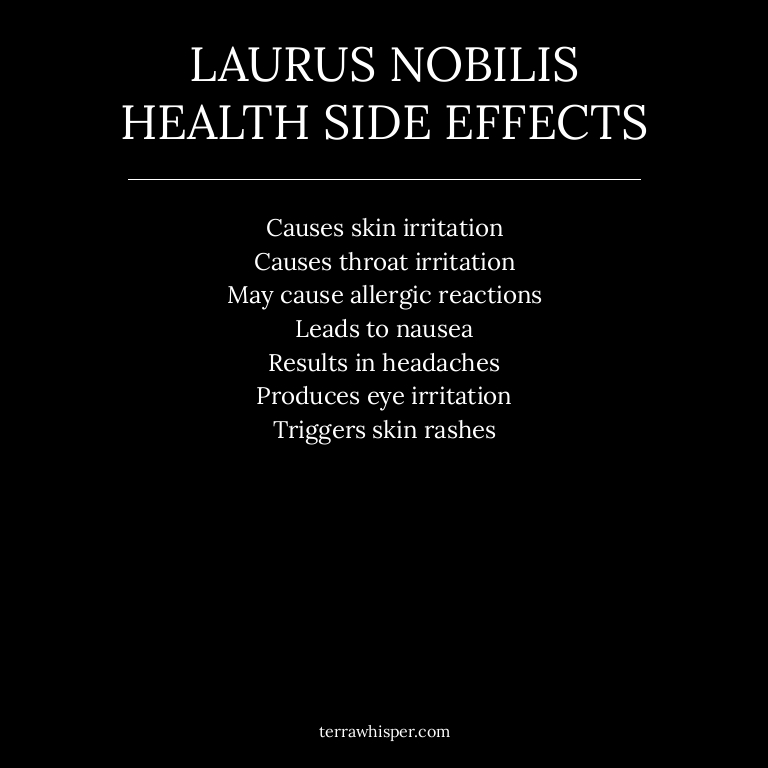 LAURUS NOBILIS
HEALTH SIDE EFFECTS
Causes skin irritation
Causes throat irritation
May cause allergic reactions
Leads to nausea
Results in headaches
Produces eye irritation
Triggers skin rashes
terrawhisper.com